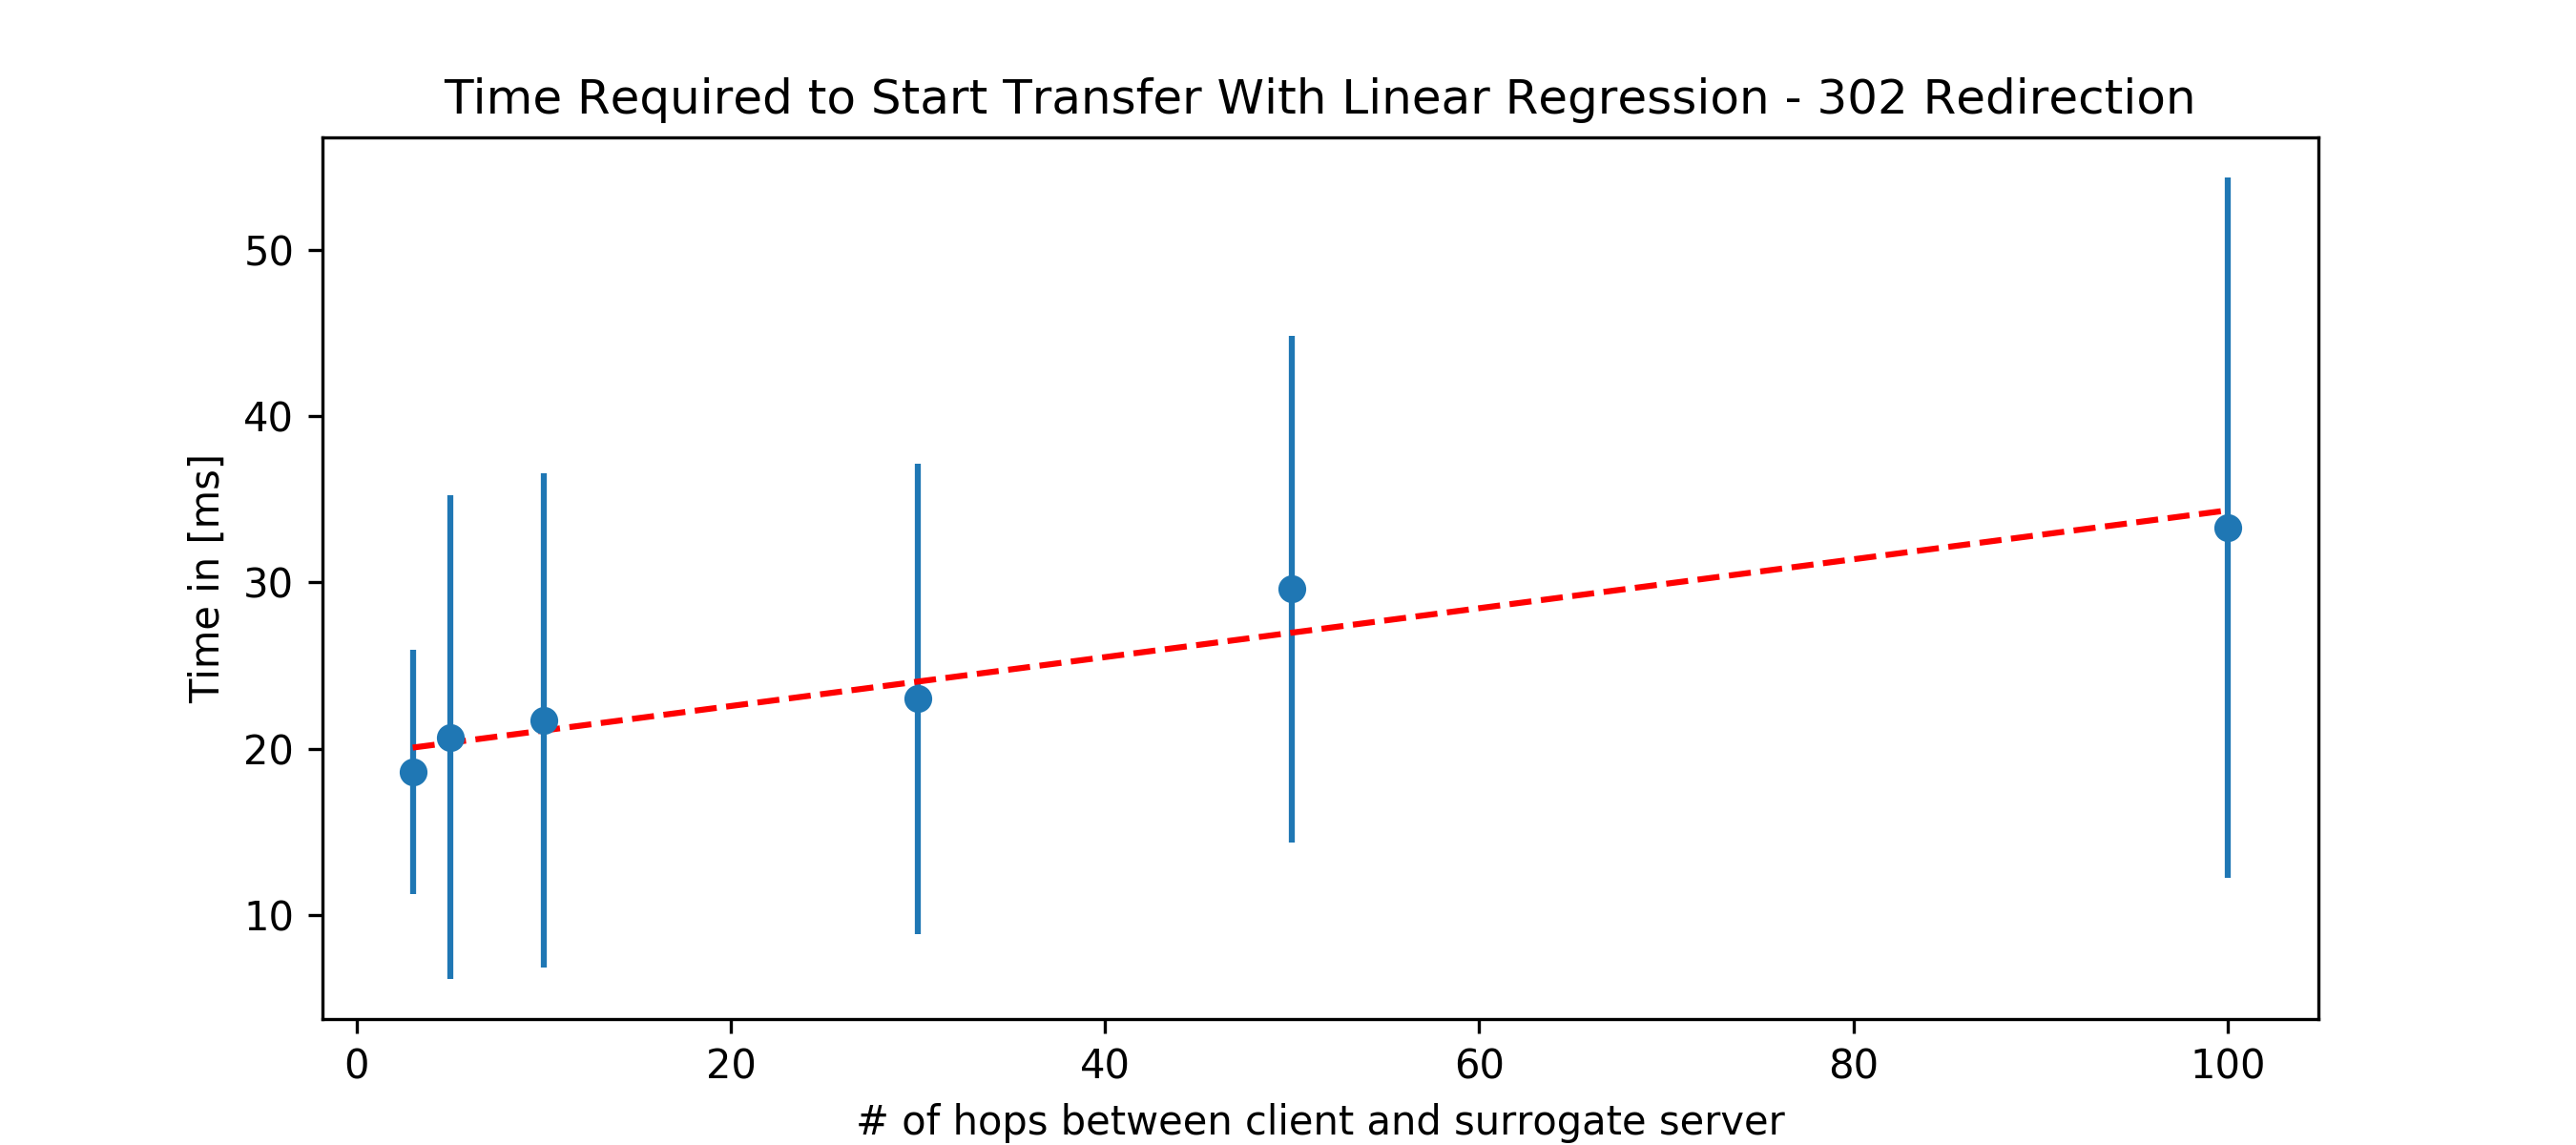 Time Required to Start Transfer With Linear Regression - 302 Redirection
50
40
30
20
10
Time in [ms]
0 20 40 60 80 100
# of hops between client and surrogate server